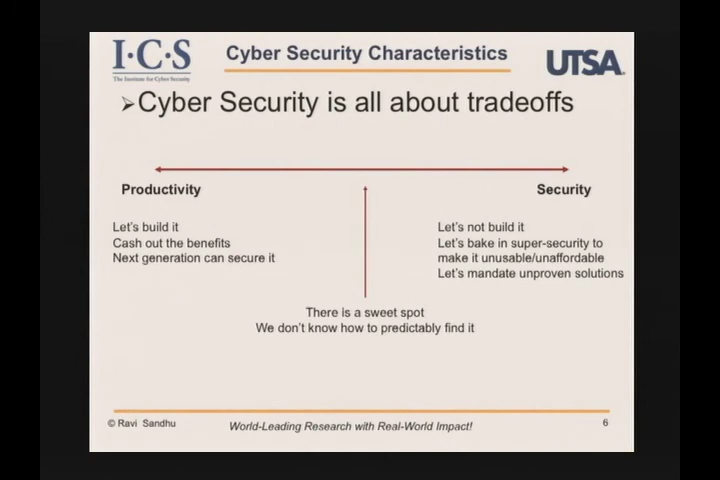 I·C·S
The Institute for Cyber Security
Cyber Security Characteristics
UTSA
Cyber Security is all about tradeoffs
Productivity
Security
Let's build it
Cash out the benefits
Next generation can secure it
Let's not build it
Let's bake in super-security to
make it unusable/unaffordable
Let's mandate unproven solutions
There is a sweet spot
We don't know how to predictably find it
© Ravi Sandhu
World-Leading Research with Real-World Impact!
6